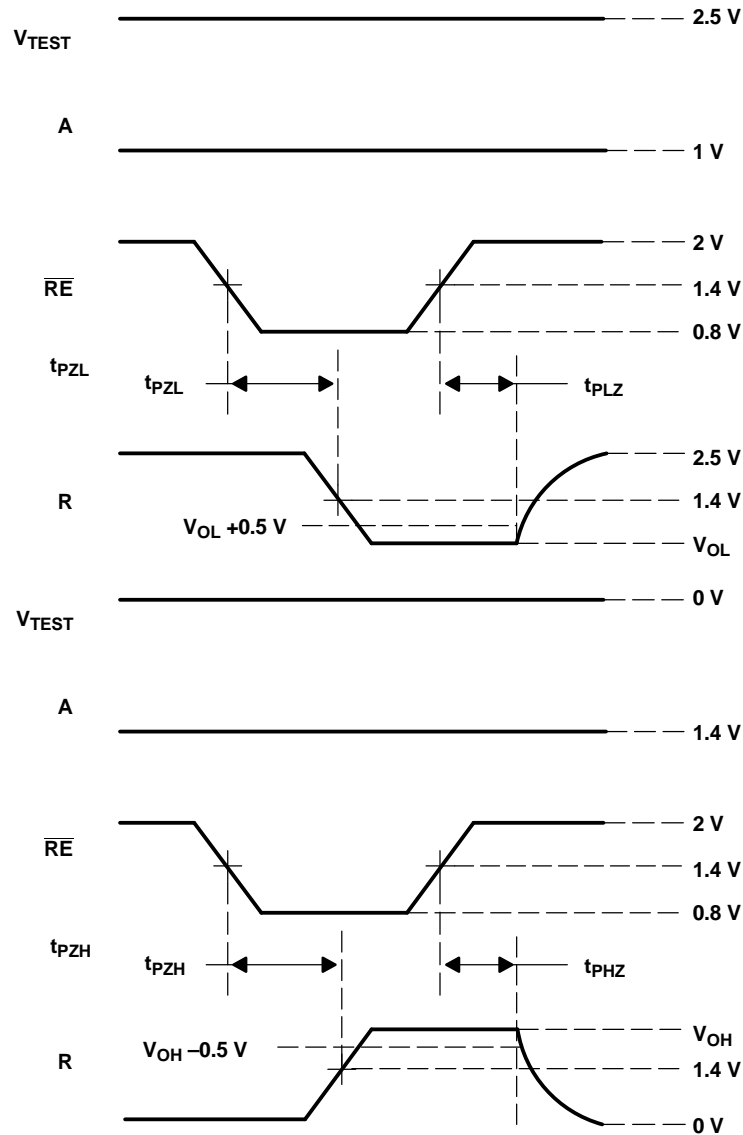 V_TEST 2.5 V
A 1 V
2 V
R̅E̅ 1.4 V
0.8 V
t_PZL t_PZL t_PLZ
2.5 V
R 1.4 V
V_OL +0.5 V
V_OL
V_TEST 0 V
A 1.4 V
2 V
R̅E̅ 1.4 V
0.8 V
t_PZH t_PZH t_PHZ
V_OH
V_OH –0.5 V
R 1.4 V
0 V